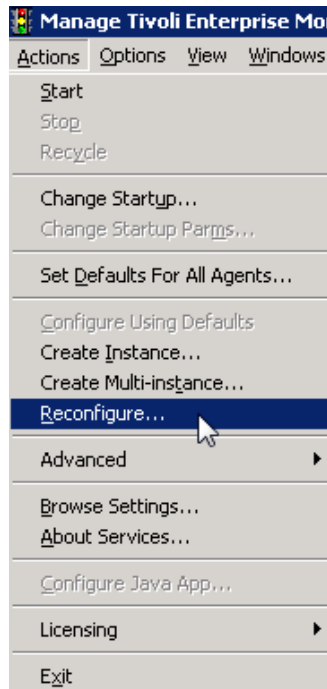 Manage Tivoli Enterprise Mo
Actions Options View Windows
Start
Stop
Recycle
Change Startup...
Change Startup Parms...
Set Defaults For All Agents...
Configure Using Defaults
Create Instance...
Create Multi-instance...
Reconfigure...
Advanced
Browse Settings...
About Services...
Configure Java App...
Licensing
Exit